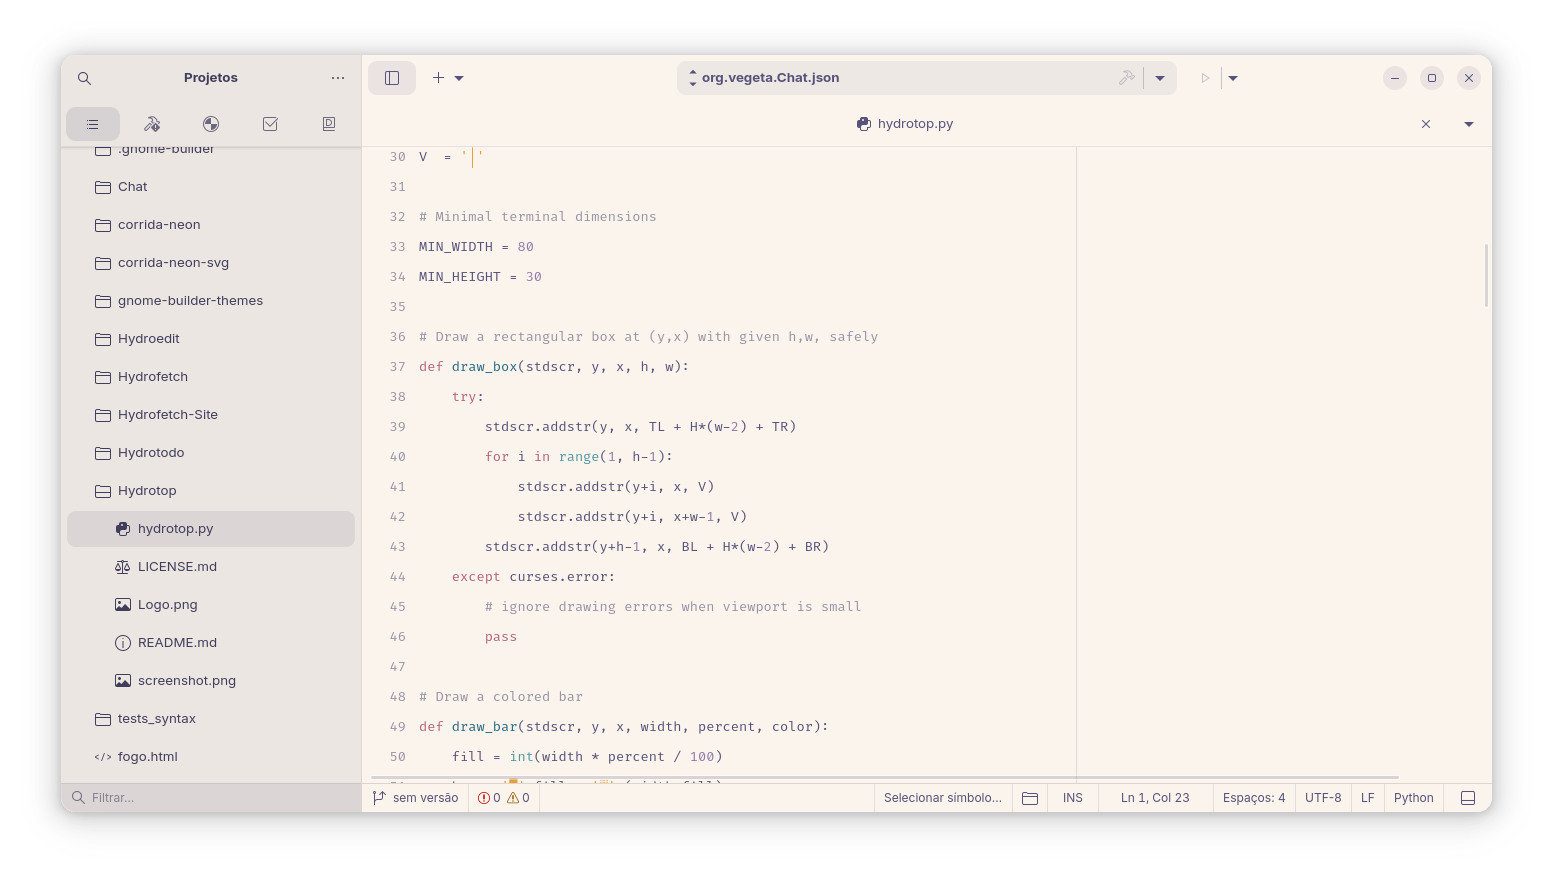 Projetos
org.vegeta.Chat.json
hydrotop.py
.gnome-builder
Chat
corrida-neon
corrida-neon-svg
gnome-builder-themes
Hydroedit
Hydrofetch
Hydrofetch-Site
Hydrotodo
Hydrotop
hydrotop.py
LICENSE.md
Logo.png
README.md
screenshot.png
tests_syntax
</> fogo.html
Filtrar...
30 V  = '│'
31
32 # Minimal terminal dimensions
33 MIN_WIDTH = 80
34 MIN_HEIGHT = 30
35
36 # Draw a rectangular box at (y,x) with given h,w, safely
37 def draw_box(stdscr, y, x, h, w):
38     try:
39         stdscr.addstr(y, x, TL + H*(w-2) + TR)
40         for i in range(1, h-1):
41             stdscr.addstr(y+i, x, V)
42             stdscr.addstr(y+i, x+w-1, V)
43         stdscr.addstr(y+h-1, x, BL + H*(w-2) + BR)
44     except curses.error:
45         # ignore drawing errors when viewport is small
46         pass
47
48 # Draw a colored bar
49 def draw_bar(stdscr, y, x, width, percent, color):
50     fill = int(width * percent / 100)
sem versão
0
0
Selecionar símbolo...
INS
Ln 1, Col 23
Espaços: 4
UTF-8
LF
Python